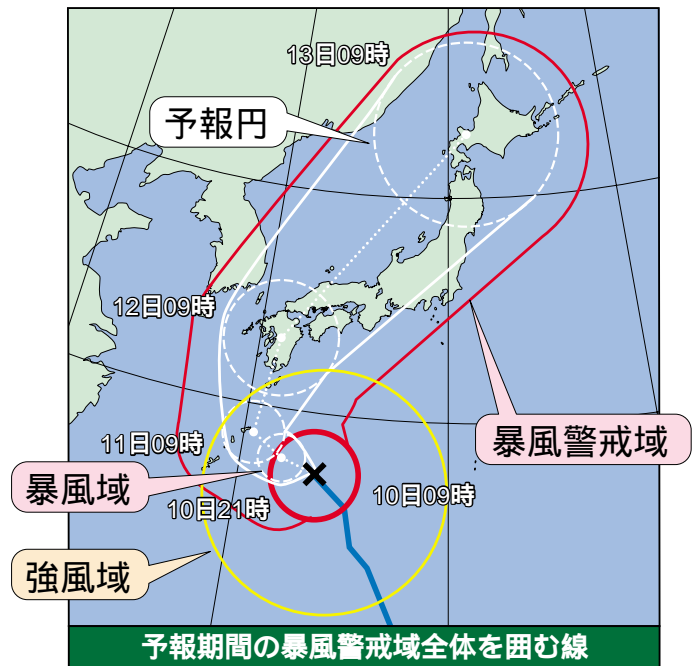 13日09時
予報円
12日09時
11日09時
暴風警戒域
暴風域
10日21時
10日09時
強風域
予報期間の暴風警戒域全体を囲む線